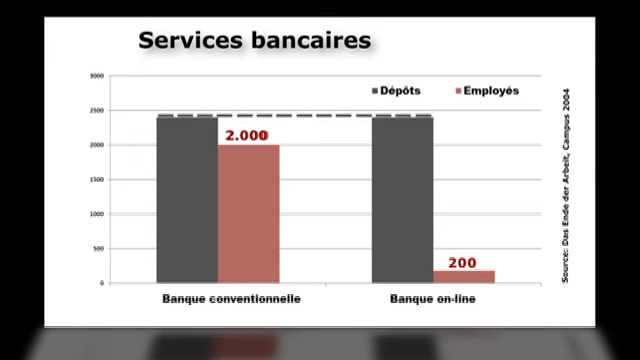 Services bancaires
Dépôts
Employés
3000
2500
2000
1500
1000
500
0
2.000
200
Banque conventionnelle
Banque on-line
Source: Das Ende der Arbeit, Campus 2004